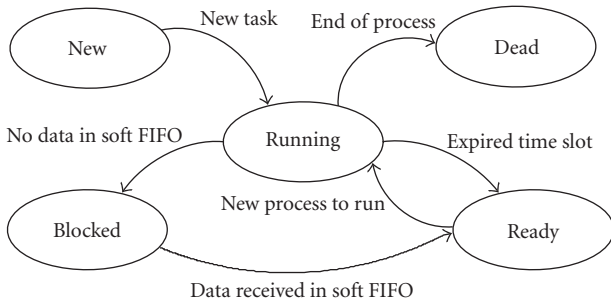 New task
End of process
New
Dead
No data in soft FIFO
Running
Expired time slot
New process to run
Blocked
Ready
Data received in soft FIFO